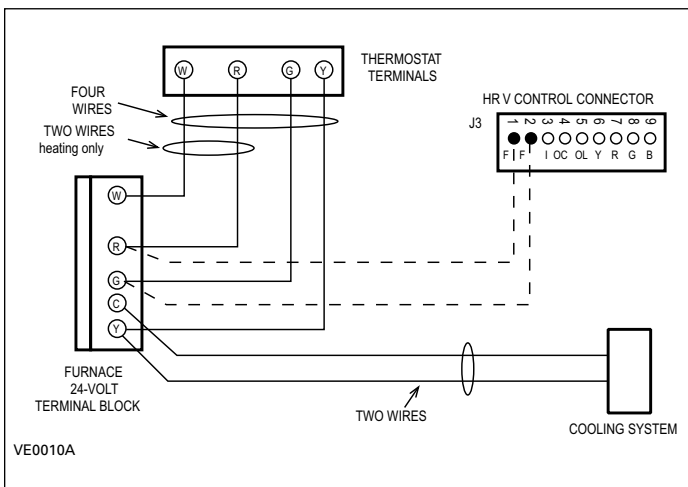 W R G Y
THERMOSTAT
TERMINALS
FOUR
WIRES
TWO WIRES
heating only
HR V CONTROL CONNECTOR
J3
1 2 3 4 5 6 7 8 9
F F I OC OL Y R G B
W
R
G
C
Y
FURNACE
24-VOLT
TERMINAL BLOCK
TWO WIRES
COOLING SYSTEM
VE0010A